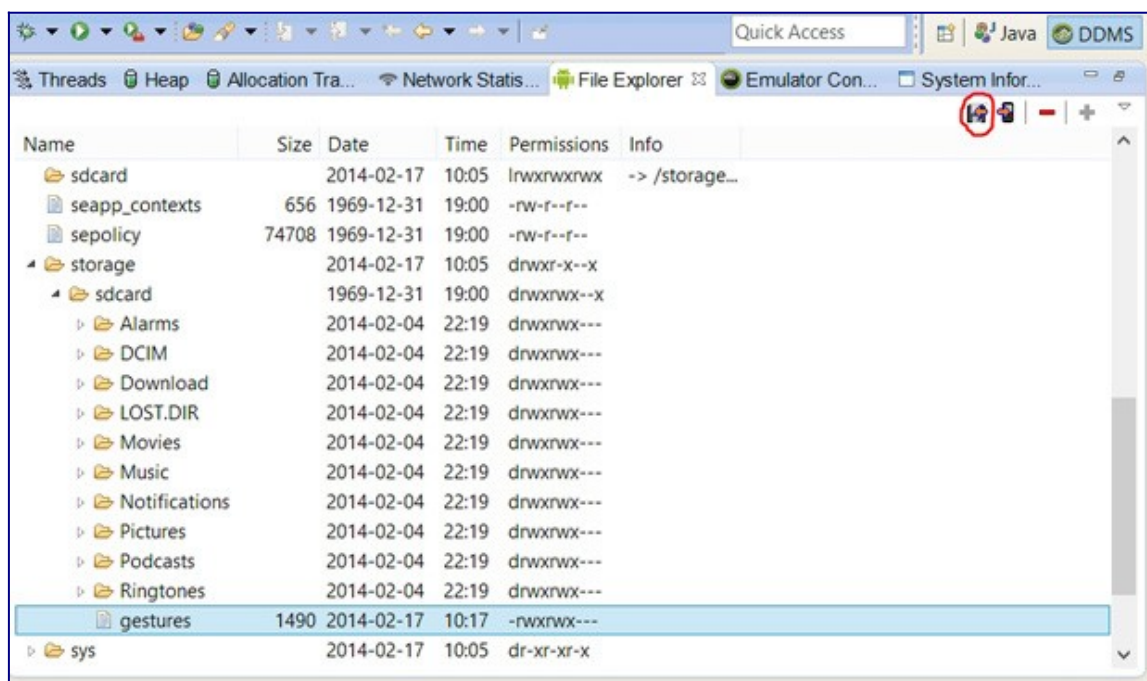 Quick Access Java DDMS
Threads Heap Allocation Tra... Network Statis... File Explorer Emulator Con... System Infor...
Name Size Date Time Permissions Info
sdcard 2014-02-17 10:05 lrwxrwxrwx -> /storage...
seapp_contexts 656 1969-12-31 19:00 -rw-r--r--
sepolicy 74708 1969-12-31 19:00 -rw-r--r--
storage 2014-02-17 10:05 drwxr-x--x
sdcard 1969-12-31 19:00 drwxrwx--x
Alarms 2014-02-04 22:19 drwxrwx---
DCIM 2014-02-04 22:19 drwxrwx---
Download 2014-02-04 22:19 drwxrwx---
LOST.DIR 2014-02-04 22:19 drwxrwx---
Movies 2014-02-04 22:19 drwxrwx---
Music 2014-02-04 22:19 drwxrwx---
Notifications 2014-02-04 22:19 drwxrwx---
Pictures 2014-02-04 22:19 drwxrwx---
Podcasts 2014-02-04 22:19 drwxrwx---
Ringtones 2014-02-04 22:19 drwxrwx---
gestures 1490 2014-02-17 10:17 -rwxrwx---
sys 2014-02-17 10:05 dr-xr-xr-x